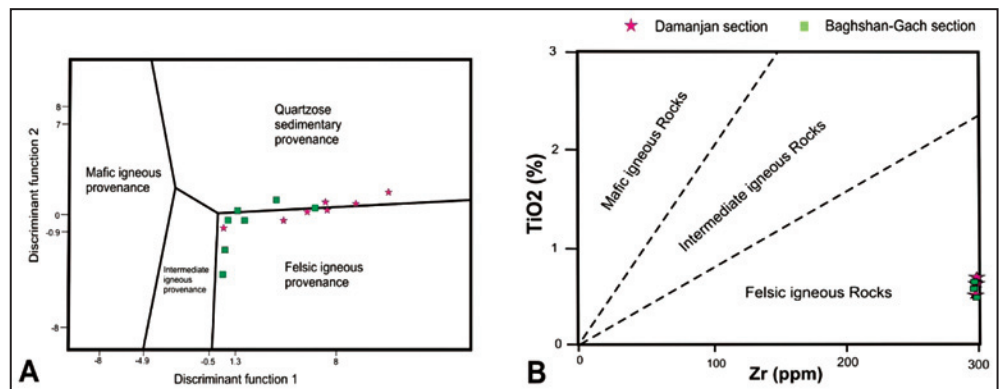 Damanjan section
Baghshan-Gach section
Discriminant function 2
8
7
0
-0.9
-8
Quartzose
sedimentary
provenance
Mafic igneous
provenance
Intermediate
igneous
provenance
Felsic igneous
provenance
-8
-4.9
-0.5
1.3
8
Discriminant function 1
A
TiO2 (%)
3
2
1
0
Mafic igneous Rocks
Intermediate igneous Rocks
Felsic igneous Rocks
0
100
200
300
Zr (ppm)
B